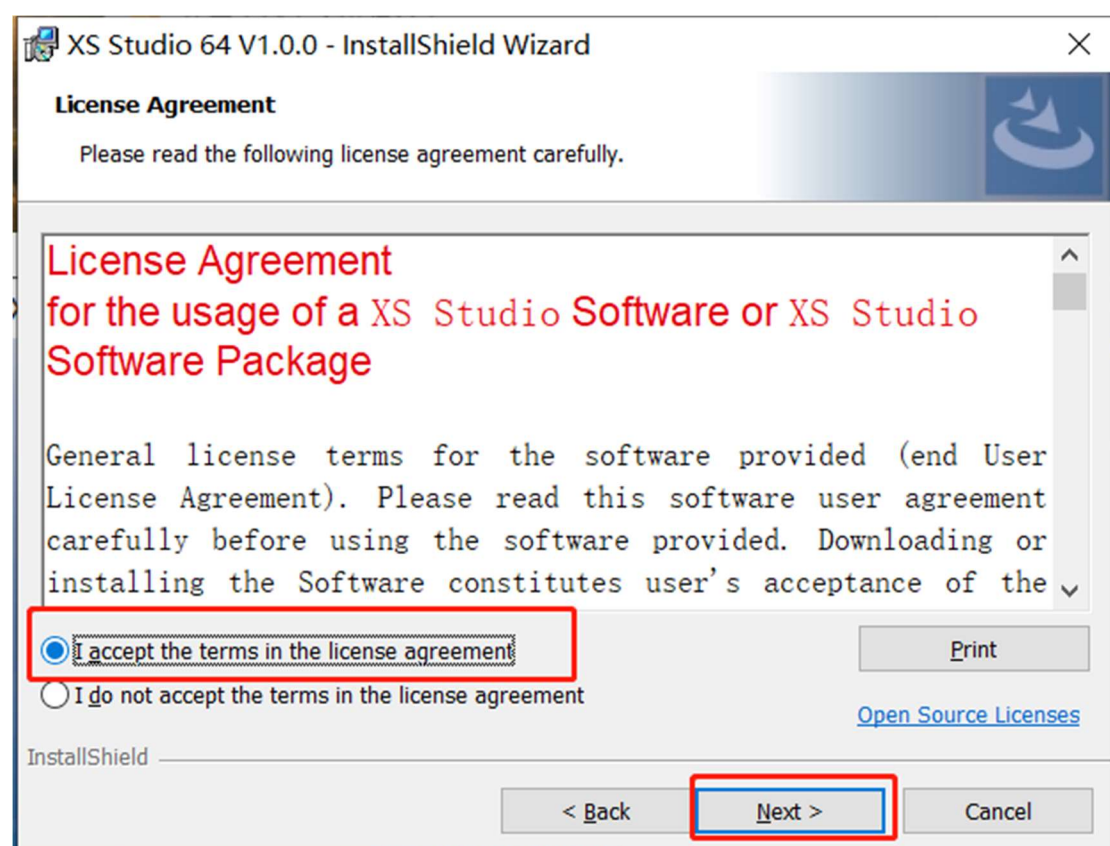 XS Studio 64 V1.0.0 - InstallShield Wizard
License Agreement
Please read the following license agreement carefully.
License Agreement
for the usage of a XS Studio Software or XS Studio
Software Package
General license terms for the software provided (end User
License Agreement). Please read this software user agreement
carefully before using the software provided. Downloading or
installing the Software constitutes user's acceptance of the
I accept the terms in the license agreement
Print
I do not accept the terms in the license agreement
Open Source Licenses
InstallShield
< Back
Next >
Cancel